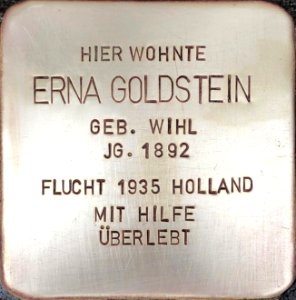 HIER WOHNTE
ERNA GOLDSTEIN
GEB. WIHL
JG. 1892
FLUCHT 1935 HOLLAND
MIT HILFE
ÜBERLEBT